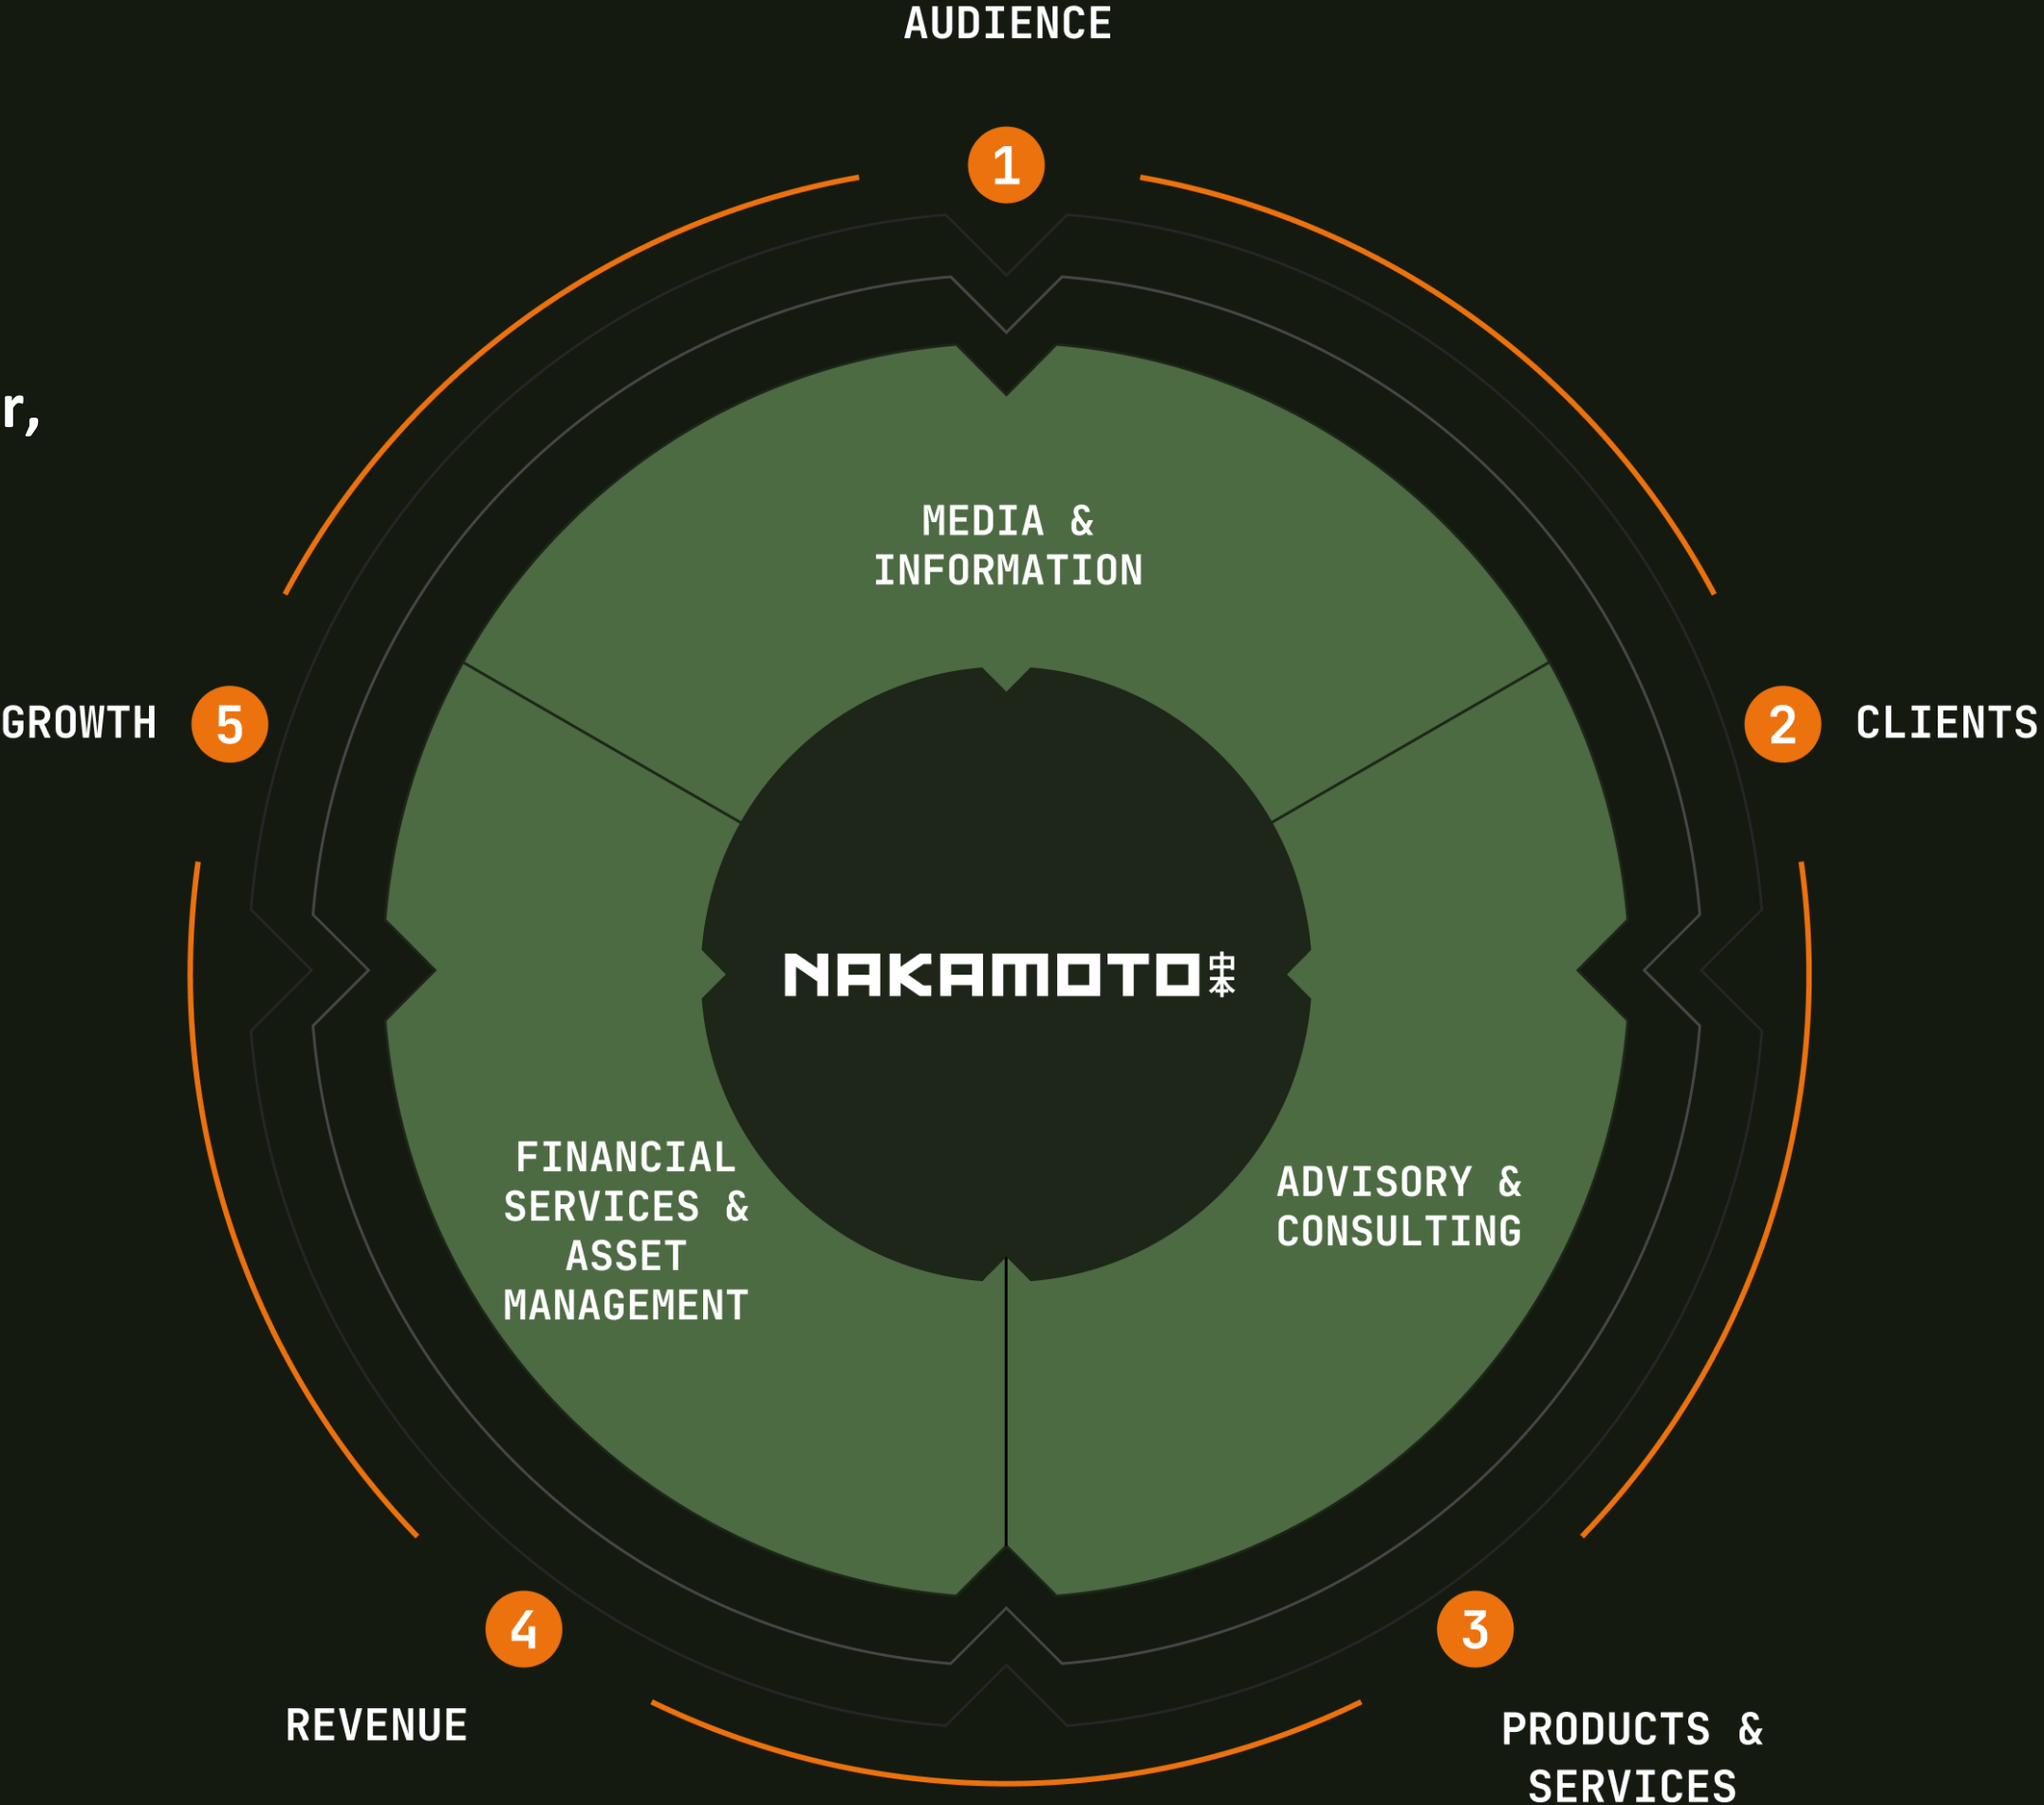 AUDIENCE
1
r,
MEDIA &
INFORMATION
GROWTH
5
2
CLIENTS
NAKAMOTO
中本
FINANCIAL
SERVICES &
ASSET
MANAGEMENT
ADVISORY &
CONSULTING
4
3
REVENUE
PRODUCTS &
SERVICES